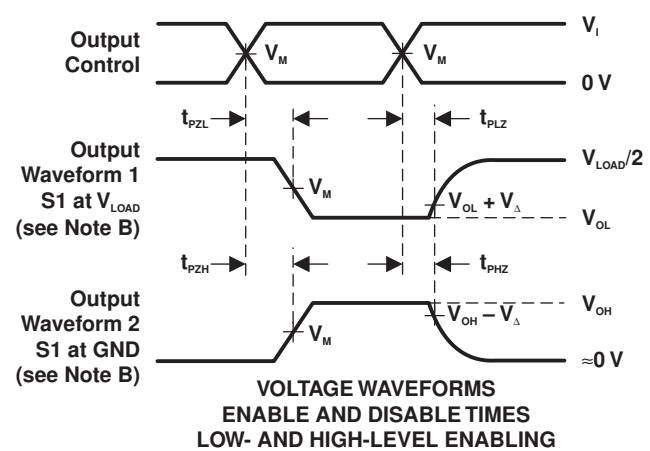 Output
Control
V_M
V_M
V_I
0 V
t_PZL
t_PLZ
Output
Waveform 1
S1 at V_LOAD
(see Note B)
V_M
V_OL + V_Δ
V_LOAD/2
V_OL
t_PZH
t_PHZ
Output
Waveform 2
S1 at GND
(see Note B)
V_M
V_OH – V_Δ
V_OH
≈0 V
VOLTAGE WAVEFORMS
ENABLE AND DISABLE TIMES
LOW- AND HIGH-LEVEL ENABLING